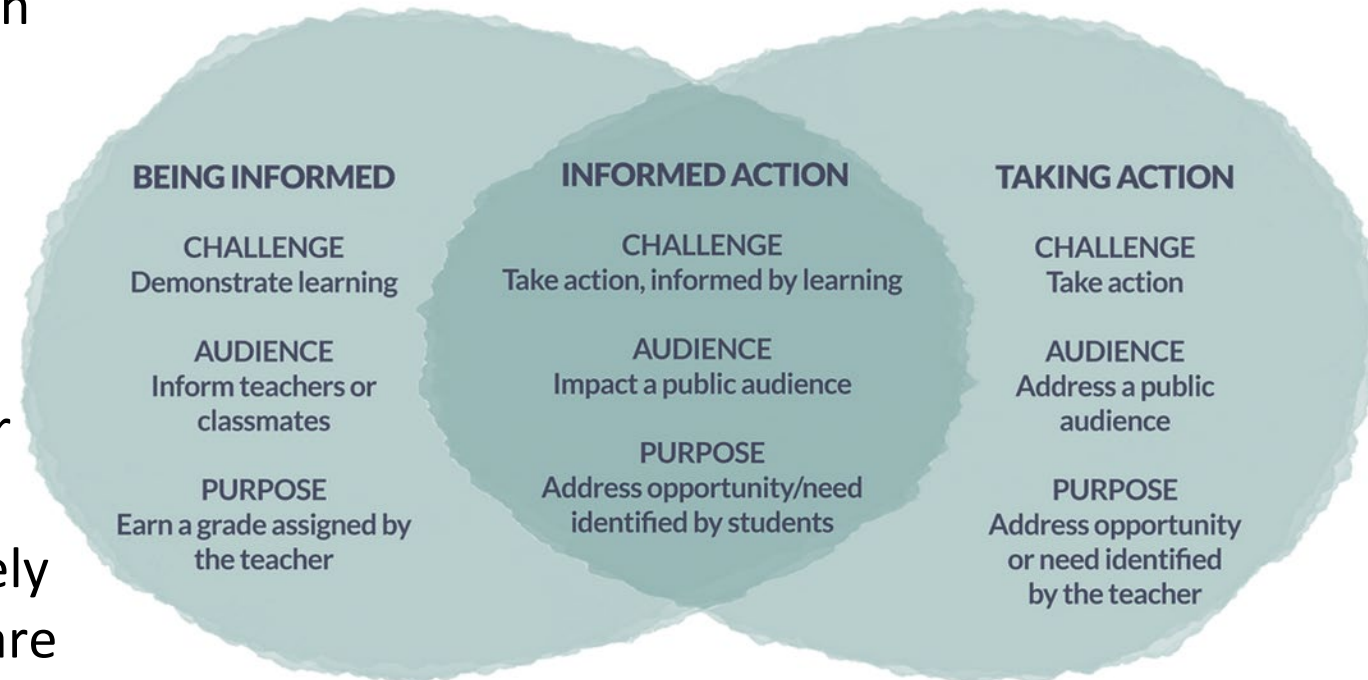 BEING INFORMED
CHALLENGE
Demonstrate learning
AUDIENCE
Inform teachers or
classmates
PURPOSE
Earn a grade assigned by
the teacher
INFORMED ACTION
CHALLENGE
Take action, informed by learning
AUDIENCE
Impact a public audience
PURPOSE
Address opportunity/need
identified by students
TAKING ACTION
CHALLENGE
Take action
AUDIENCE
Address a public
audience
PURPOSE
Address opportunity
or need identified
by the teacher